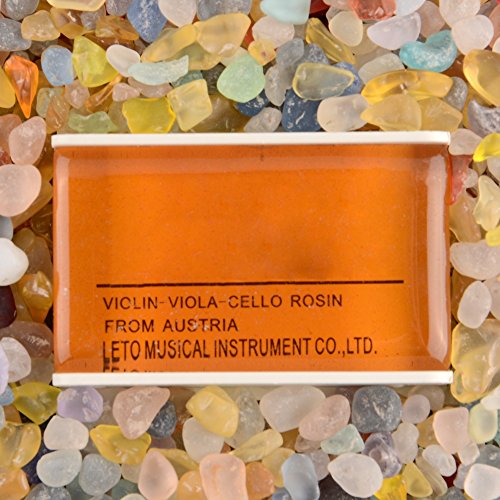 VIOLIN-VIOLA-CELLO ROSIN
FROM AUSTRIA
LETO MUSICAL INSTRUMENT CO.,LTD.